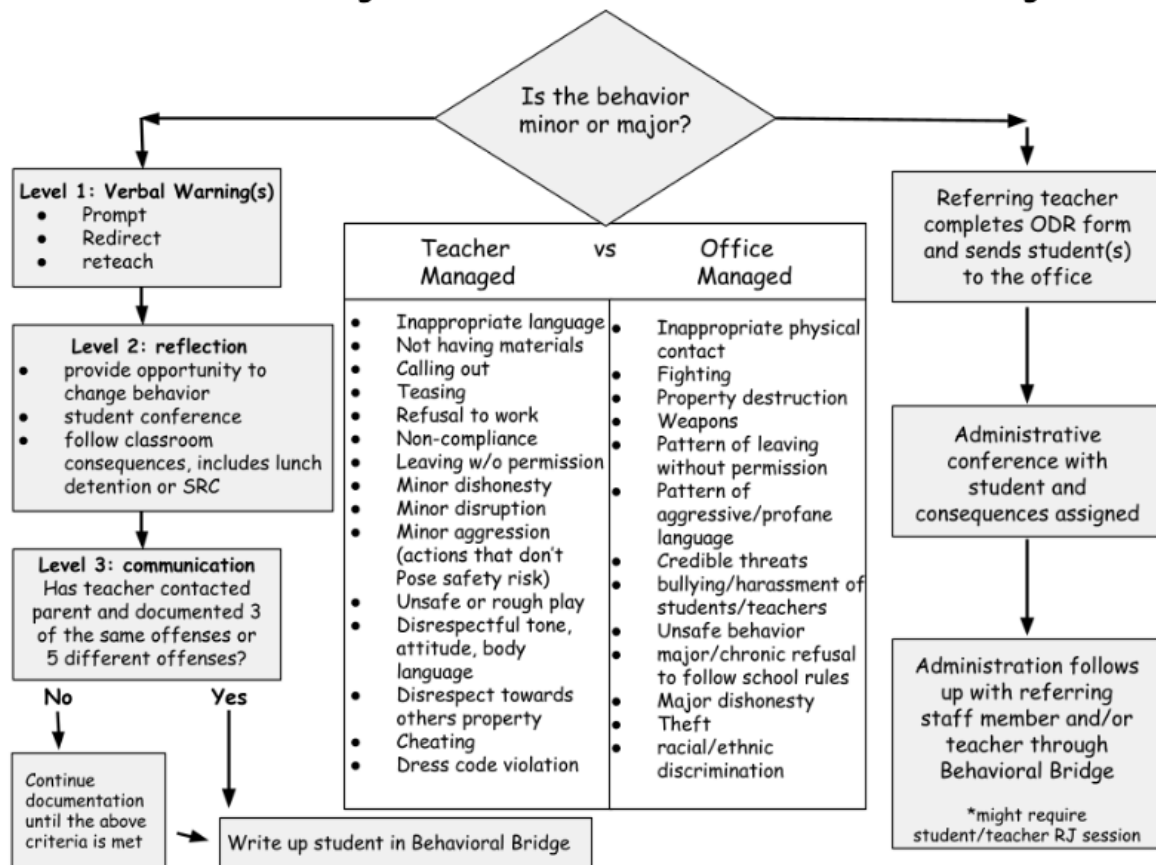 Is the behavior
minor or major?
Level 1: Verbal Warning(s)
● Prompt
● Redirect
● reteach
Level 2: reflection
● provide opportunity to
change behavior
● student conference
● follow classroom
consequences, includes lunch
detention or SRC
Level 3: communication
Has teacher contacted
parent and documented 3
of the same offenses or
5 different offenses?
No
Yes
Continue
documentation
until the above
criteria is met
Write up student in Behavioral Bridge
Teacher vs Office
Managed Managed
● Inappropriate language
● Not having materials
● Calling out
● Teasing
● Refusal to work
● Non-compliance
● Leaving w/o permission
● Minor dishonesty
● Minor disruption
● Minor aggression
(actions that don't
Pose safety risk)
● Unsafe or rough play
● Disrespectful tone,
attitude, body
language
● Disrespect towards
others property
● Cheating
● Dress code violation
● Inappropriate physical
contact
● Fighting
● Property destruction
● Weapons
● Pattern of leaving
without permission
● Pattern of
aggressive/profane
language
● Credible threats
● bullying/harassment of
students/teachers
● Unsafe behavior
● major/chronic refusal
to follow school rules
● Major dishonesty
● Theft
● racial/ethnic
discrimination
Referring teacher
completes ODR form
and sends student(s)
to the office
Administrative
conference with
student and
consequences assigned
Administration follows
up with referring
staff member and/or
teacher through
Behavioral Bridge
*might require
student/teacher RJ session